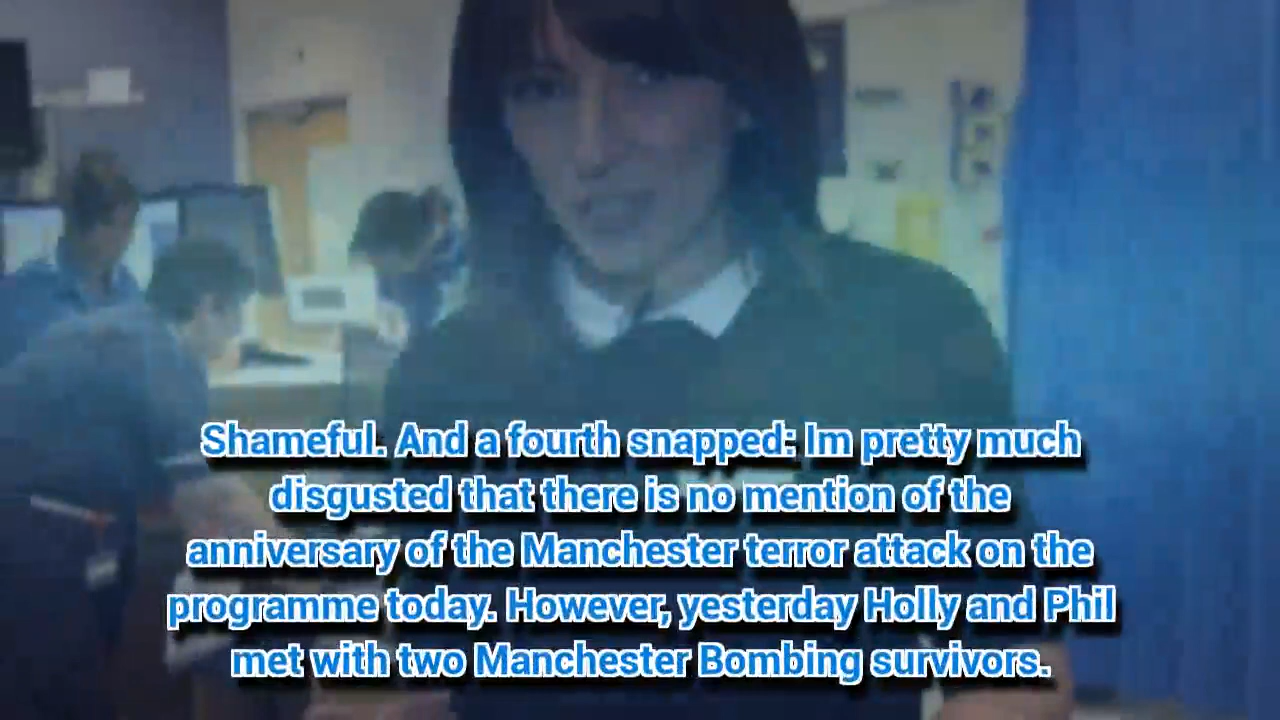 Shameful. And a fourth snapped: Im pretty much
disgusted that there is no mention of the
anniversary of the Manchester terror attack on the
programme today. However, yesterday Holly and Phil
met with two Manchester Bombing survivors.